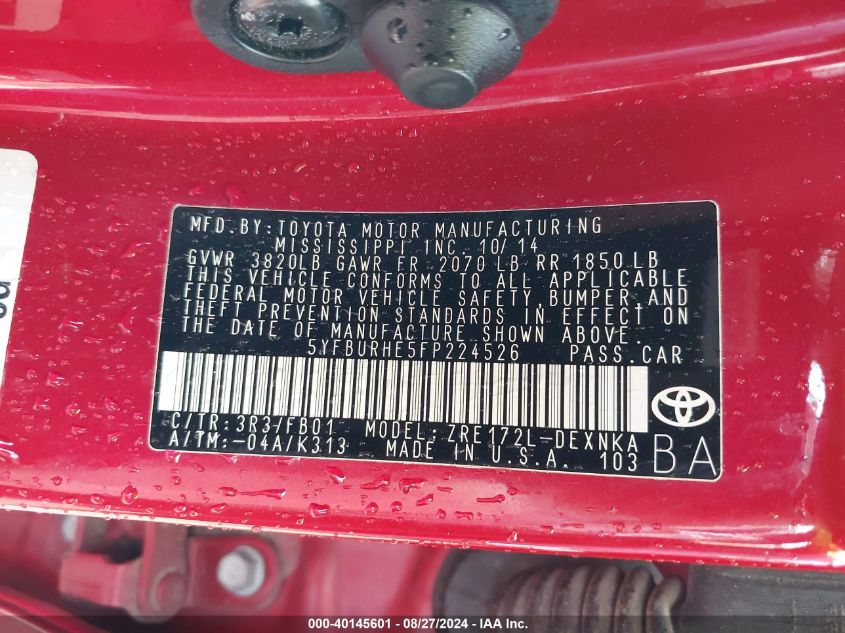 MFD.BY:TOYOTA MOTOR MANUFACTURING
MISSISSIPPI INC. 10/14
GVWR 3820LB GAWR FR 2070 LB RR 1850 LB
THIS VEHICLE CONFORMS TO ALL APPLICABLE
FEDERAL MOTOR VEHICLE SAFETY, BUMPER, AND
THEFT PREVENTION STANDARDS IN EFFECT ON
THE DATE OF MANUFACTURE SHOWN ABOVE.
5YFBURHE5FP224526 PASS.CAR
C/TR:3R3/FB01 MODEL: ZRE172L-DEXNKA
A/TM:-04A/K313 MADE IN U.S.A. 103
BA
000-40145601 - 08/27/2024 - IAA Inc.